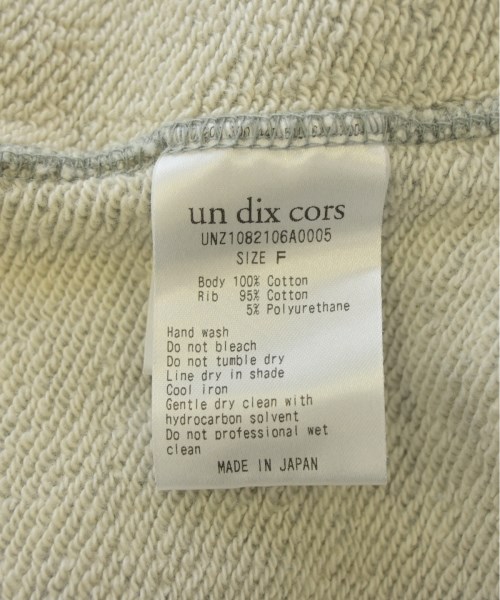 un dix cors
UNZ1082106A0005
SIZE F
Body 100% Cotton
Rib 95% Cotton
5% Polyurethane
Hand wash
Do not bleach
Do not tumble dry
Line dry in shade
Cool iron
Gentle dry clean with
hydrocarbon solvent
Do not professional wet
clean
MADE IN JAPAN